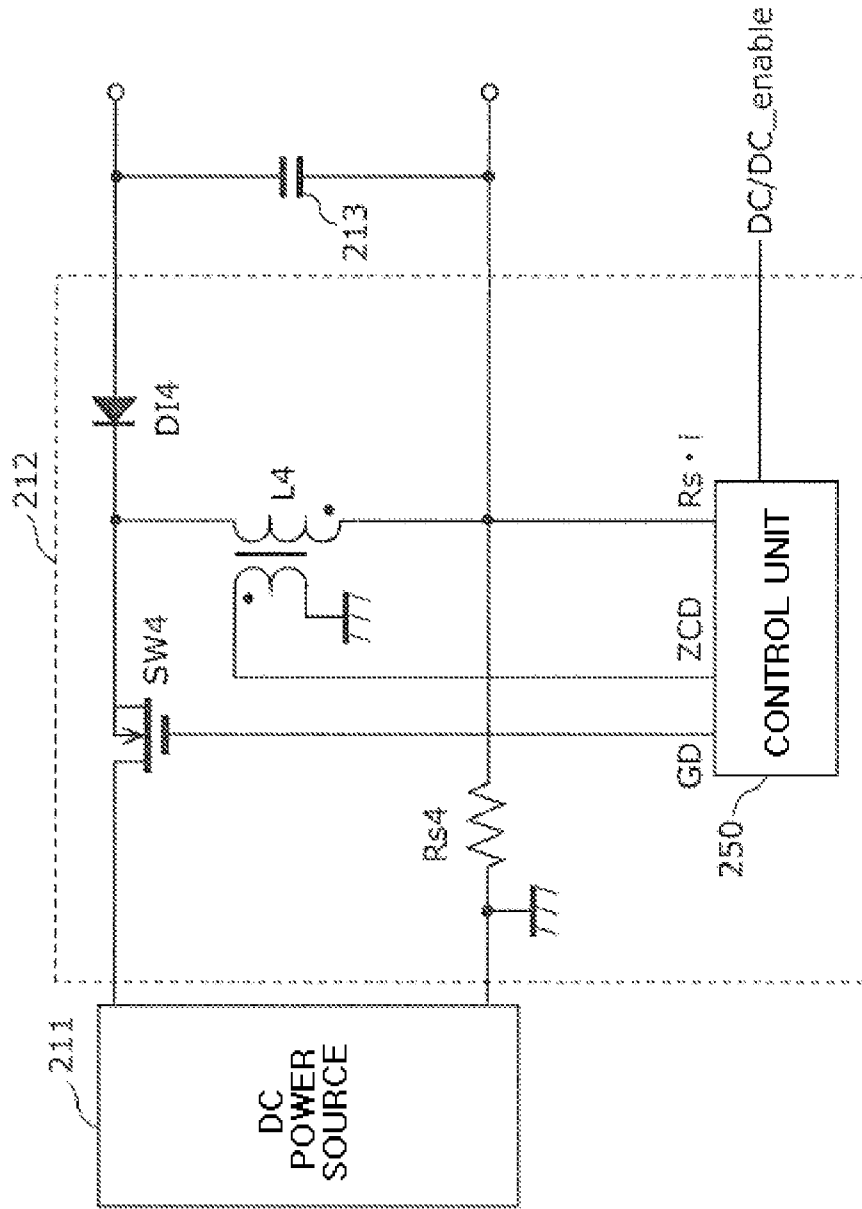 212
211
DC
POWER
SOURCE
SW4
DI4
L4
213
Rs4
GD
ZCD
Rs・I
250
CONTROL UNIT
DC/DC_enable